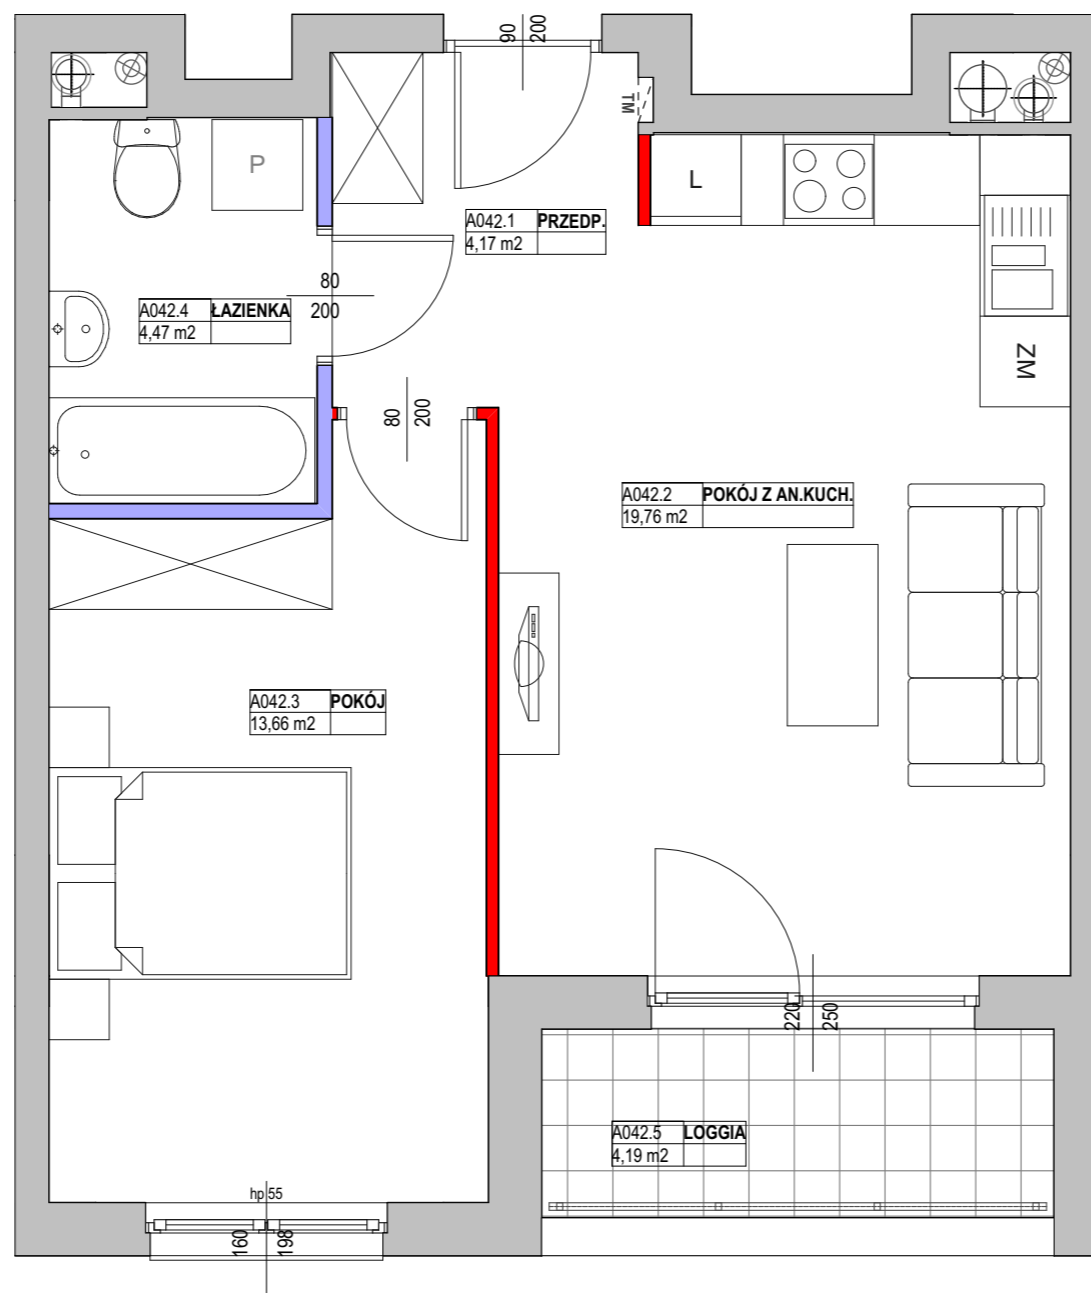 90
200
TM
P
L
A042.1 PRZEDP.
4,17 m2
80
200
A042.4 ŁAZIENKA
4,47 m2
ZM
80
200
A042.2 POKÓJ Z AN.KUCH.
19,76 m2
A042.3 POKÓJ
13,66 m2
220
250
A042.5 LOGGIA
4,19 m2
hp 55
160
198